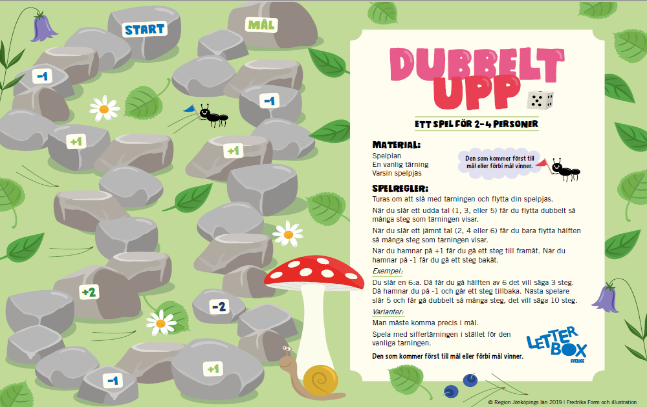 START
MÅL
-1
-1
+1
+1
+2
-2
-1
+1
DUBBELT
UPP
ETT SPEL FÖR 2-4 PERSONER
MATERIAL:
Spelplan
En vanlig tärning
Varsin spelpjäs
Den som kommer först till
mål eller förbi mål vinner.
SPELREGLER:
Turas om att slå med tärningen och flytta din spelpjäs.
När du slår ett udda tal (1, 3, eller 5) får du flytta dubbelt så
många steg som tärningen visar.
När du slår ett jämnt tal (2, 4 eller 6) får du bara flytta hälften
så många steg som tärningen visar.
När du hamnar på +1 får du gå ett steg till framåt. När du
hamnar på -1 får du gå ett steg bakåt.
Exempel:
Du slår en 6:a. Då får du gå hälften av 6 det vill säga 3 steg.
Då hamnar du på -1 och går ett steg tillbaka. Nästa spelare
slår 5 och får gå dubbelt så många steg, det vill säga 10 steg.
Varianter:
Man måste komma precis i mål.
Spela med siffertärningen i stället för den
vanliga tärningen.
Den som kommer först till mål eller förbi mål vinner.
LETTER
BOX
SVERIGE
© Region Jönköpings län 2019 | Fredrika Form och illustration